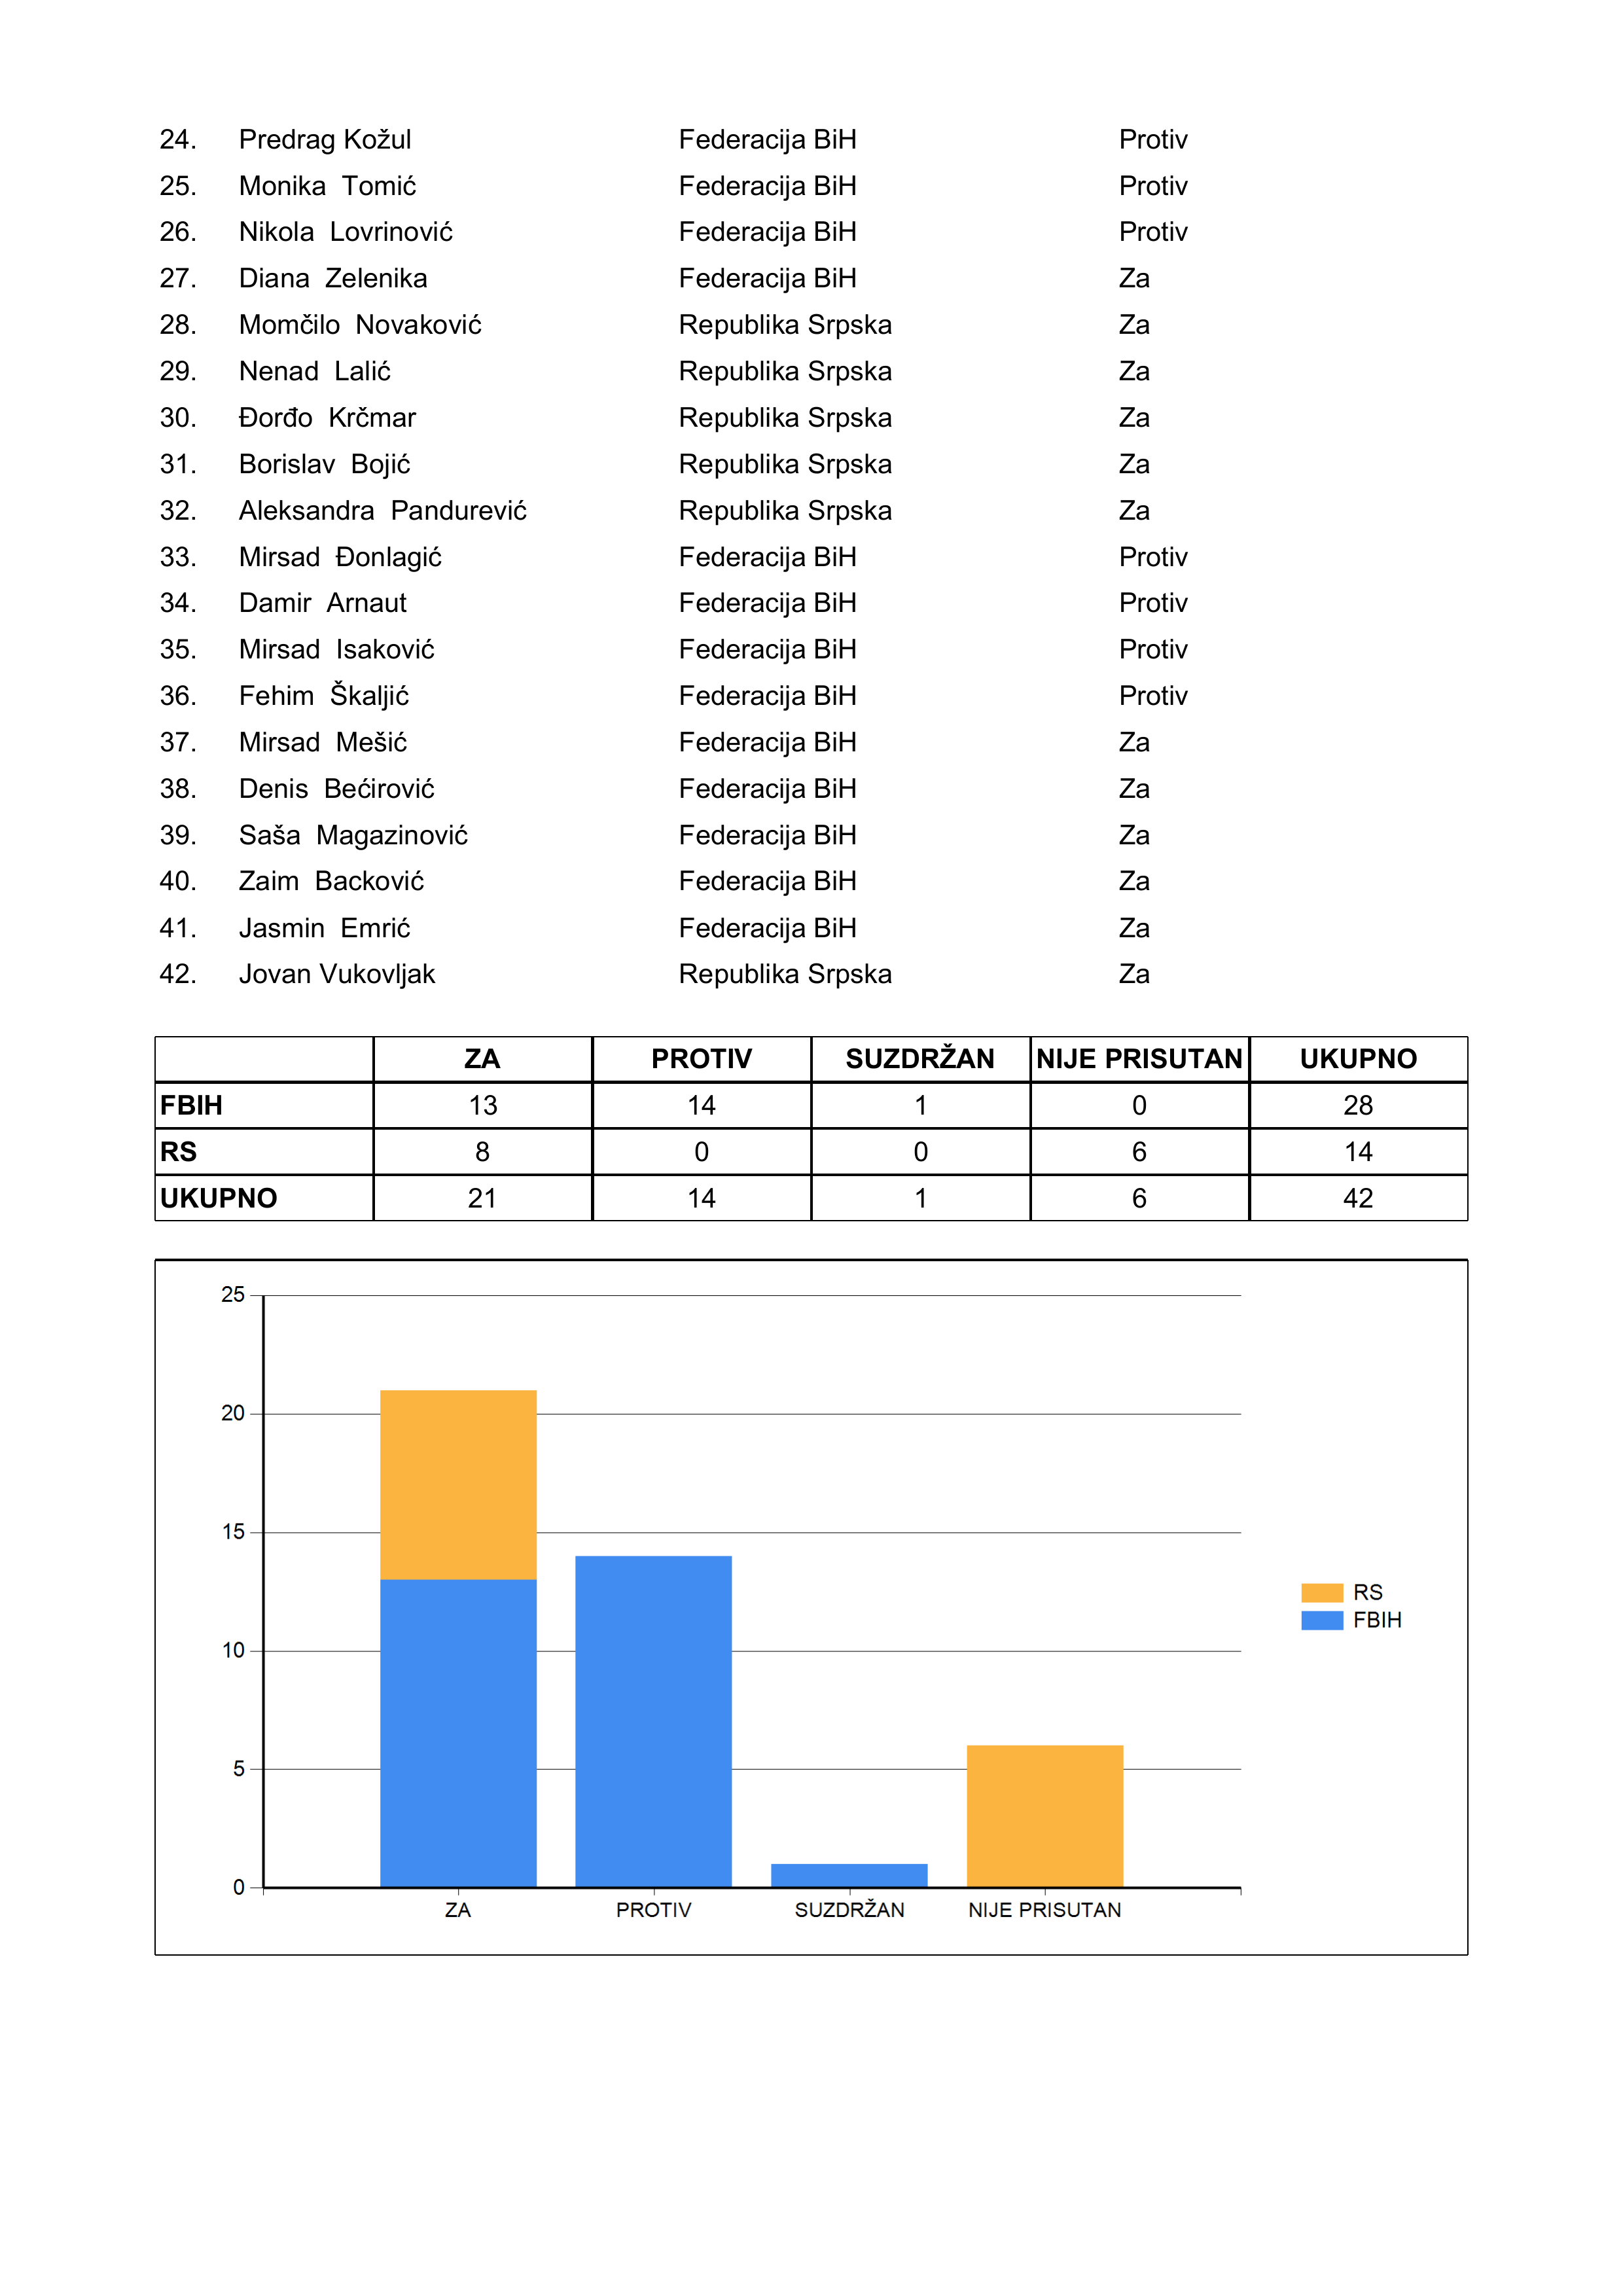 24. Predrag Kožul Federacija BiH Protiv
25. Monika Tomić Federacija BiH Protiv
26. Nikola Lovrinović Federacija BiH Protiv
27. Diana Zelenika Federacija BiH Za
28. Momčilo Novaković Republika Srpska Za
29. Nenad Lalić Republika Srpska Za
30. Đorđo Krčmar Republika Srpska Za
31. Borislav Bojić Republika Srpska Za
32. Aleksandra Pandurević Republika Srpska Za
33. Mirsad Đonlagić Federacija BiH Protiv
34. Damir Arnaut Federacija BiH Protiv
35. Mirsad Isaković Federacija BiH Protiv
36. Fehim Škaljić Federacija BiH Protiv
37. Mirsad Mešić Federacija BiH Za
38. Denis Bećirović Federacija BiH Za
39. Saša Magazinović Federacija BiH Za
40. Zaim Backović Federacija BiH Za
41. Jasmin Emrić Federacija BiH Za
42. Jovan Vukovljak Republika Srpska Za
ZA PROTIV SUZDRŽAN NIJE PRISUTAN UKUPNO
FBIH 13 14 1 0 28
RS 8 0 0 6 14
UKUPNO 21 14 1 6 42
25
20
15
10
5
0
ZA PROTIV SUZDRŽAN NIJE PRISUTAN
RS
FBIH